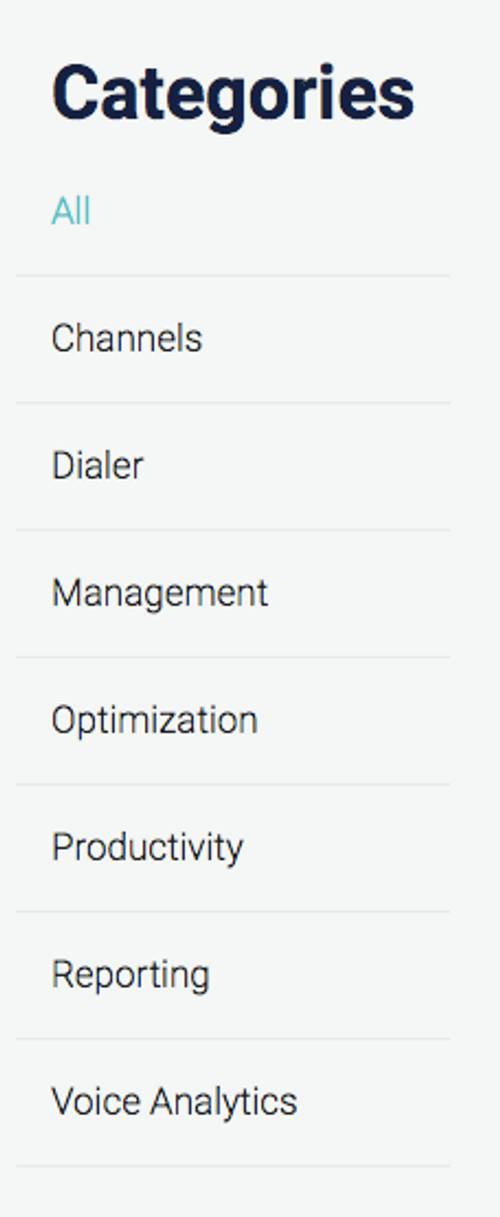 Categories
All
Channels
Dialer
Management
Optimization
Productivity
Reporting
Voice Analytics